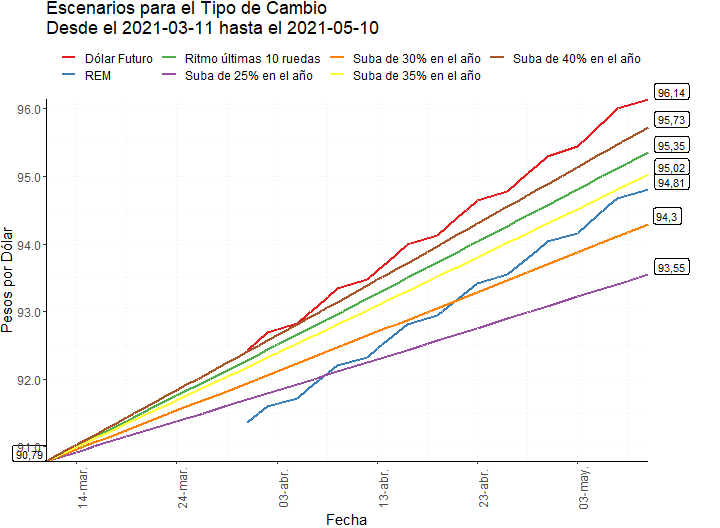 Escenarios para el Tipo de Cambio
Desde el 2021-03-11 hasta el 2021-05-10
Dólar Futuro
Ritmo últimas 10 ruedas
Suba de 30% en el año
Suba de 40% en el año
REM
Suba de 25% en el año
Suba de 35% en el año
96,14
95,73
95,35
95,02
94,81
94,3
93,55
90,79
96.0
95.0
94.0
93.0
92.0
91.0
Pesos por Dólar
14-mar.
24-mar.
03-abr.
13-abr.
23-abr.
03-may.
Fecha